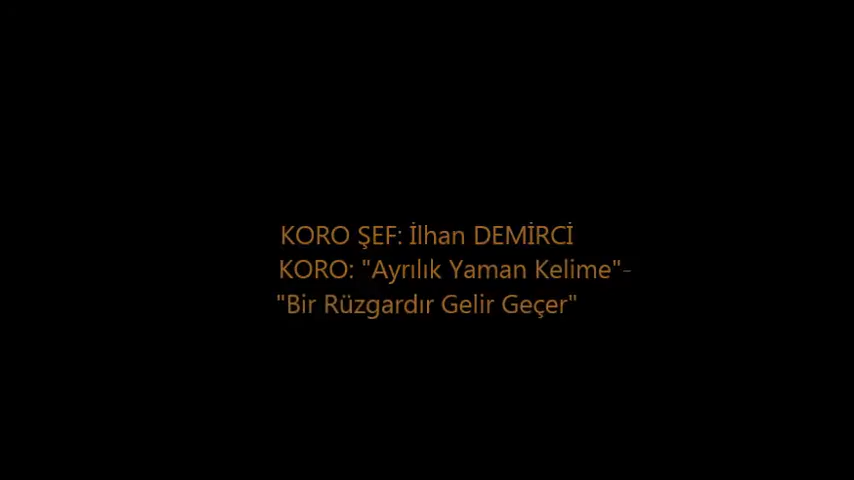 KORO ŞEF: İlhan DEMİRCİ
KORO: "Ayrılık Yaman Kelime"-
"Bir Rüzgardır Gelir Geçer"